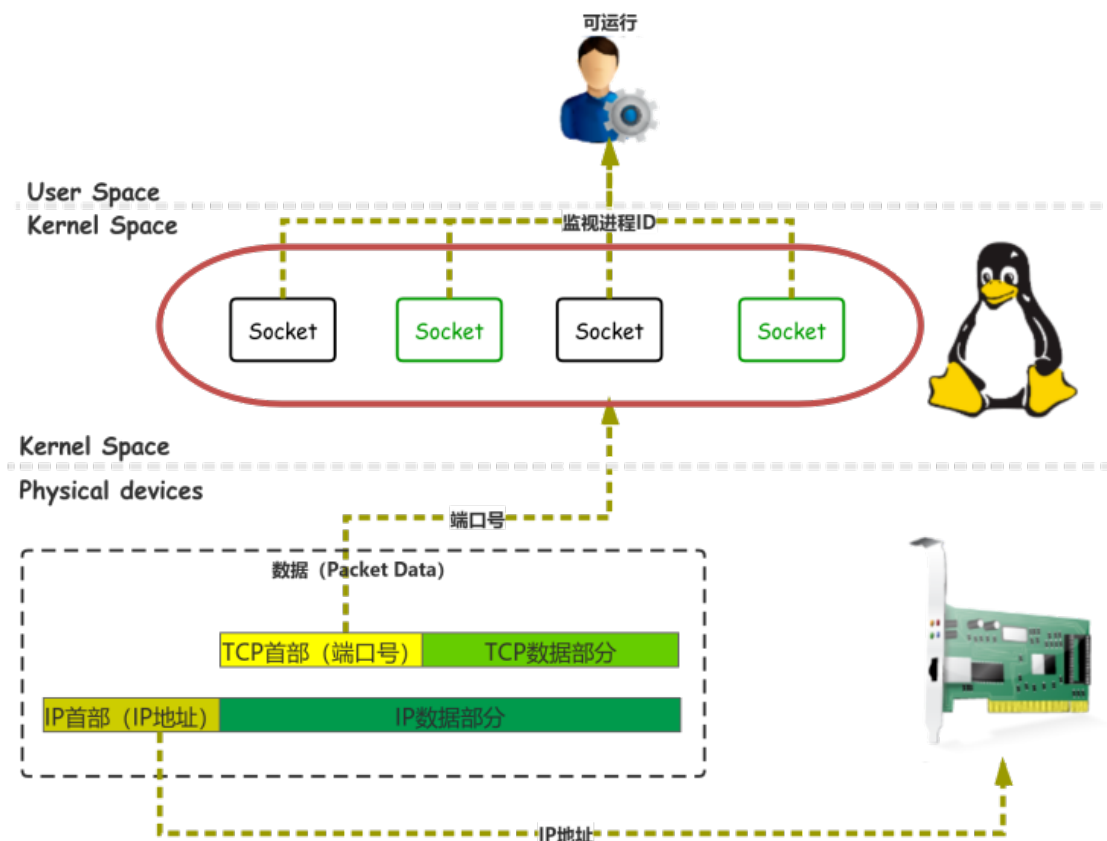 可运行
User Space
Kernel Space
监视进程ID
Socket
Socket
Socket
Socket
Kernel Space
Physical devices
端口号
数据（Packet Data）
TCP首部（端口号）
TCP数据部分
IP首部（IP地址）
IP数据部分
IP地址